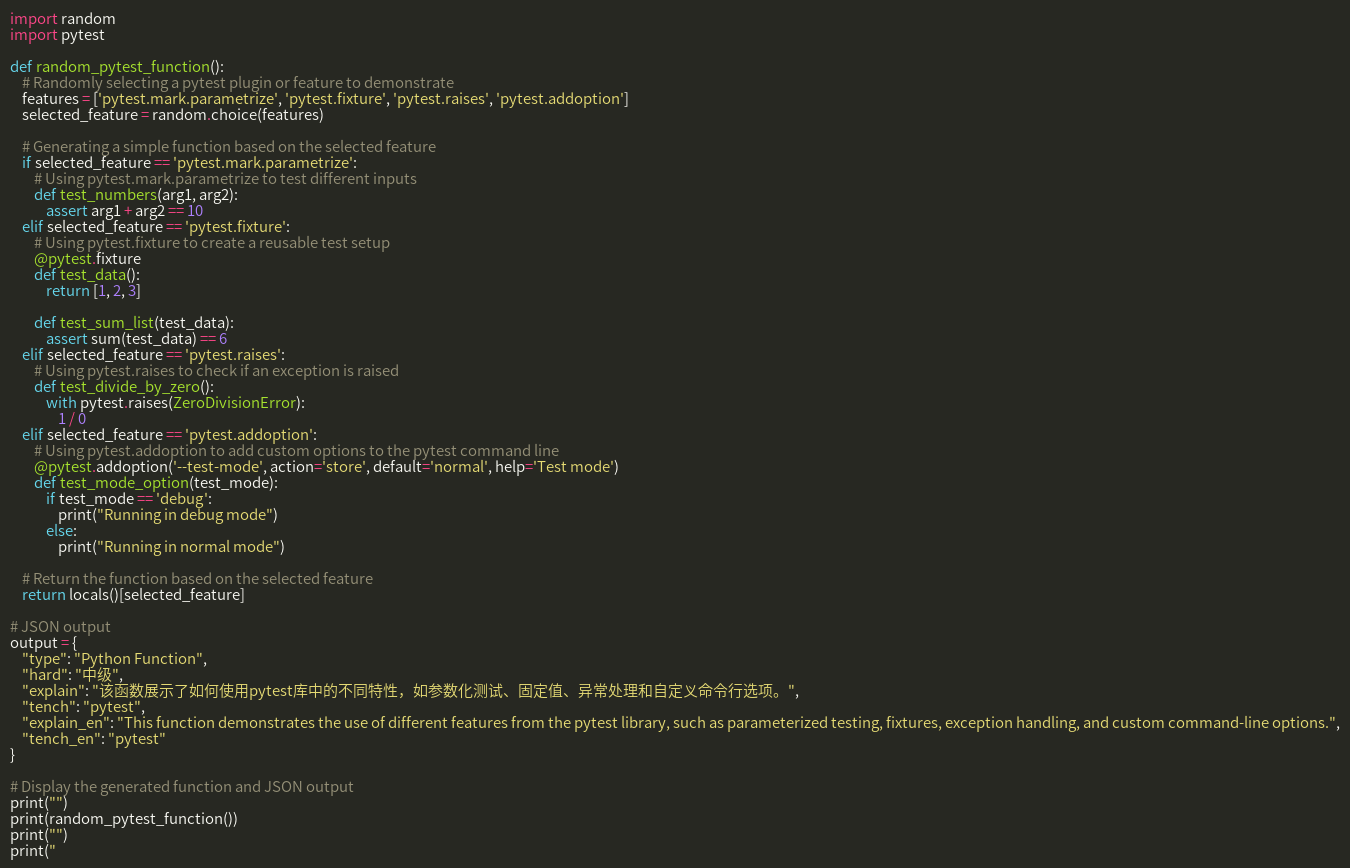 import random
import pytest

def random_pytest_function():
    # Randomly selecting a pytest plugin or feature to demonstrate
    features = ['pytest.mark.parametrize', 'pytest.fixture', 'pytest.raises', 'pytest.addoption']
    selected_feature = random.choice(features)

    # Generating a simple function based on the selected feature
    if selected_feature == 'pytest.mark.parametrize':
        # Using pytest.mark.parametrize to test different inputs
        def test_numbers(arg1, arg2):
            assert arg1 + arg2 == 10
    elif selected_feature == 'pytest.fixture':
        # Using pytest.fixture to create a reusable test setup
        @pytest.fixture
        def test_data():
            return [1, 2, 3]

        def test_sum_list(test_data):
            assert sum(test_data) == 6
    elif selected_feature == 'pytest.raises':
        # Using pytest.raises to check if an exception is raised
        def test_divide_by_zero():
            with pytest.raises(ZeroDivisionError):
                1 / 0
    elif selected_feature == 'pytest.addoption':
        # Using pytest.addoption to add custom options to the pytest command line
        @pytest.addoption('--test-mode', action='store', default='normal', help='Test mode')
        def test_mode_option(test_mode):
            if test_mode == 'debug':
                print("Running in debug mode")
            else:
                print("Running in normal mode")

    # Return the function based on the selected feature
    return locals()[selected_feature]

# JSON output
output = {
    "type": "Python Function",
    "hard": "中级",
    "explain": "该函数展示了如何使用pytest库中的不同特性，如参数化测试、固定值、异常处理和自定义命令行选项。",
    "tench": "pytest",
    "explain_en": "This function demonstrates the use of different features from the pytest library, such as parameterized testing, fixtures, exception handling, and custom command-line options.",
    "tench_en": "pytest"
}

# Display the generated function and JSON output
print("")
print(random_pytest_function())
print("")
print("